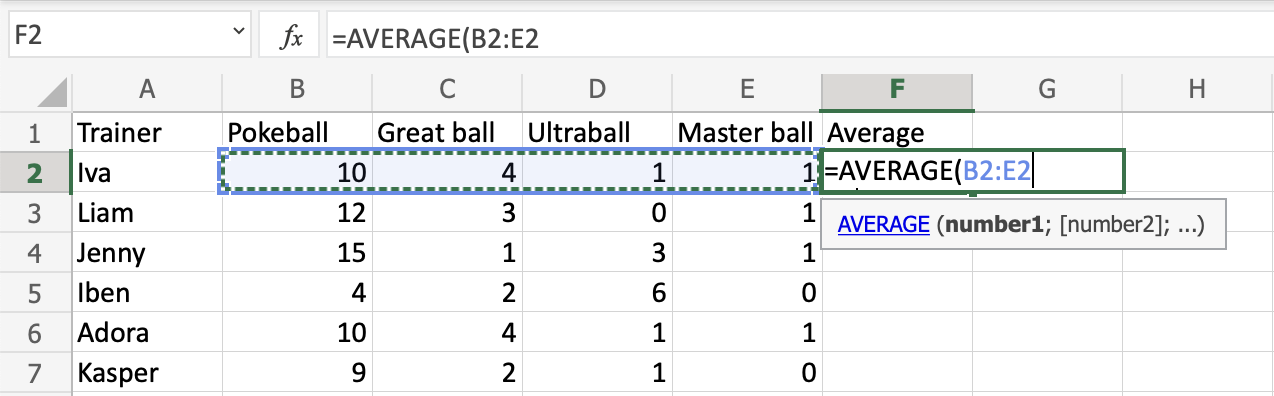 F2 fx =AVERAGE(B2:E2
A B C D E F G H
1 Trainer Pokeball Great ball Ultraball Master ball Average
2 Iva 10 4 1 1 =AVERAGE(B2:E2
3 Liam 12 3 0 1
AVERAGE (number1; [number2]; ...)
4 Jenny 15 1 3 1
5 Iben 4 2 6 0
6 Adora 10 4 1 1
7 Kasper 9 2 1 0